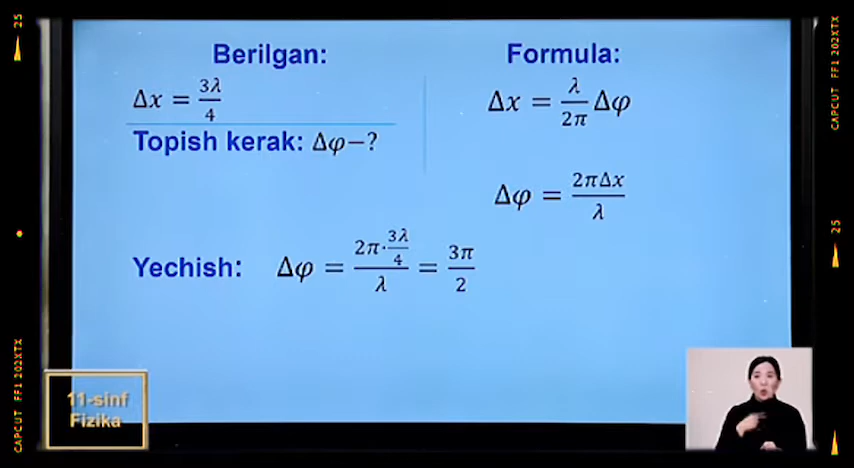 Berilgan:
Δx = 3λ/4
Topish kerak: Δφ−?
Formula:
Δx = λ/2π Δφ
Δφ = 2πΔx/λ
Yechish: Δφ = (2π·3λ/4)/λ = 3π/2
11-sinf
Fizika
25
CAPCUT FF1 202XTX
CAPCUT FF1 202XTX
25